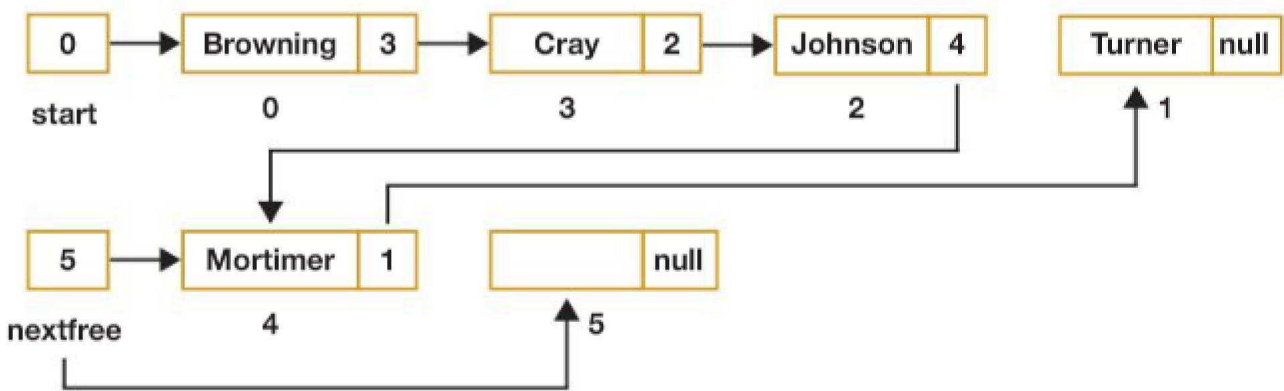 0 Browning 3 Cray 2 Johnson 4 Turner null
start 0 3 2 1
5 Mortimer 1 null
nextfree 4 5